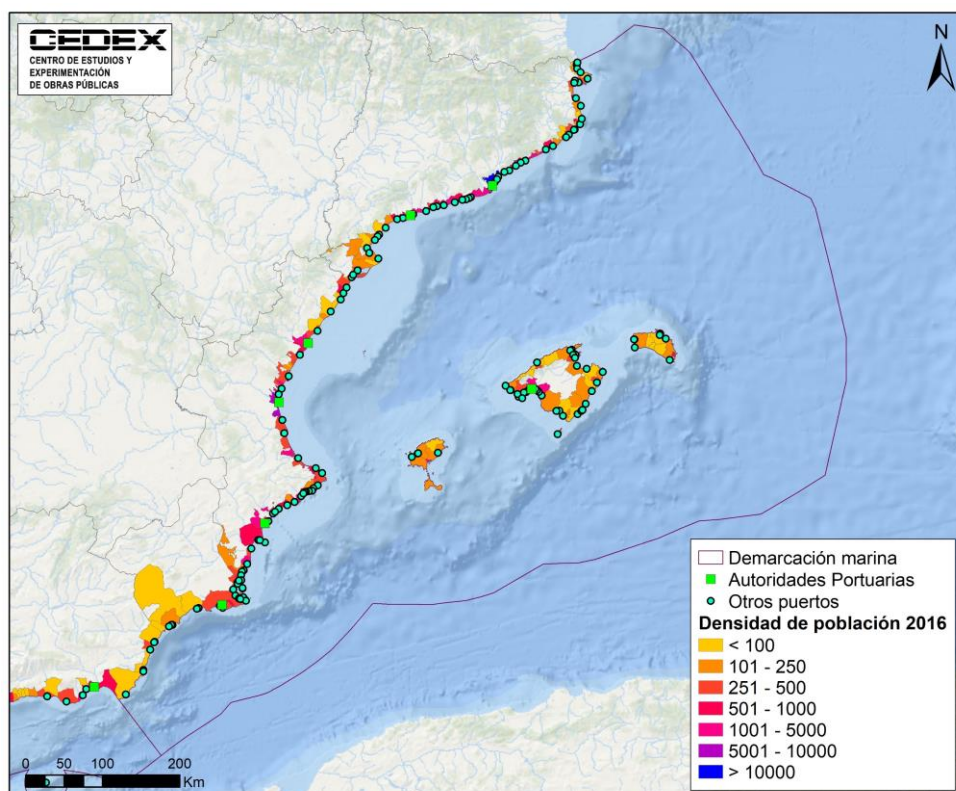 CEDEX
CENTRO DE ESTUDIOS Y
EXPERIMENTACIÓN
DE OBRAS PÚBLICAS
N
Demarcación marina
Autoridades Portuarias
Otros puertos
Densidad de población 2016
< 100
101 - 250
251 - 500
501 - 1000
1001 - 5000
5001 - 10000
> 10000
0 50 100 200
Km